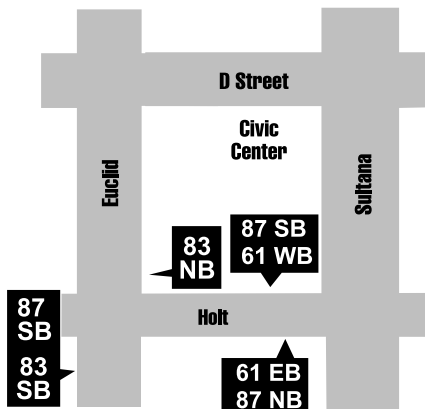 D Street
Civic
Center
Euclid
Sultana
83
NB
87 SB
61 WB
87
SB
83
SB
Holt
61 EB
87 NB